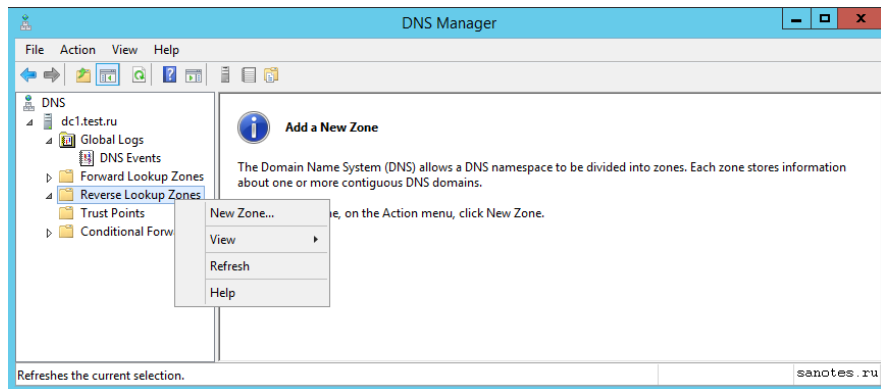 DNS Manager
File Action View Help
DNS
dc1.test.ru
Global Logs
DNS Events
Forward Lookup Zones
Reverse Lookup Zones
Trust Points
Conditional Forw
New Zone...
View
Refresh
Help
Add a New Zone
The Domain Name System (DNS) allows a DNS namespace to be divided into zones. Each zone stores information
about one or more contiguous DNS domains.
e, on the Action menu, click New Zone.
Refreshes the current selection.
sanotes.ru